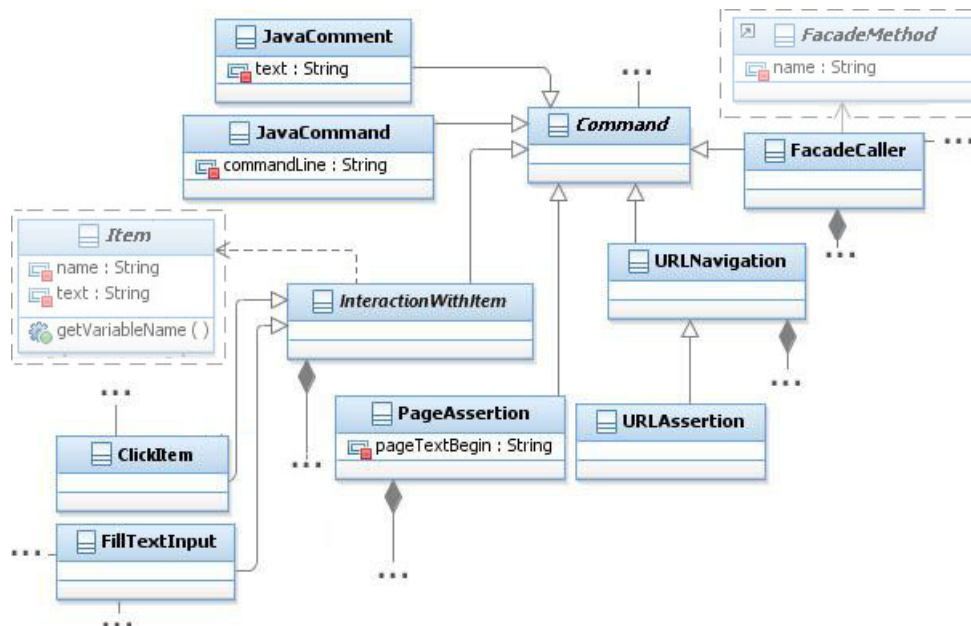 JavaComment
text : String
FacadeMethod
name : String
...
JavaCommand
commandLine : String
Command
FacadeCaller
...
Item
name : String
text : String
getVariableName ( )
...
URLNavigation
InteractionWithItem
...
...
PageAssertion
pageTextBegin : String
URLAssertion
ClickItem
...
FillTextInput
...
...
...